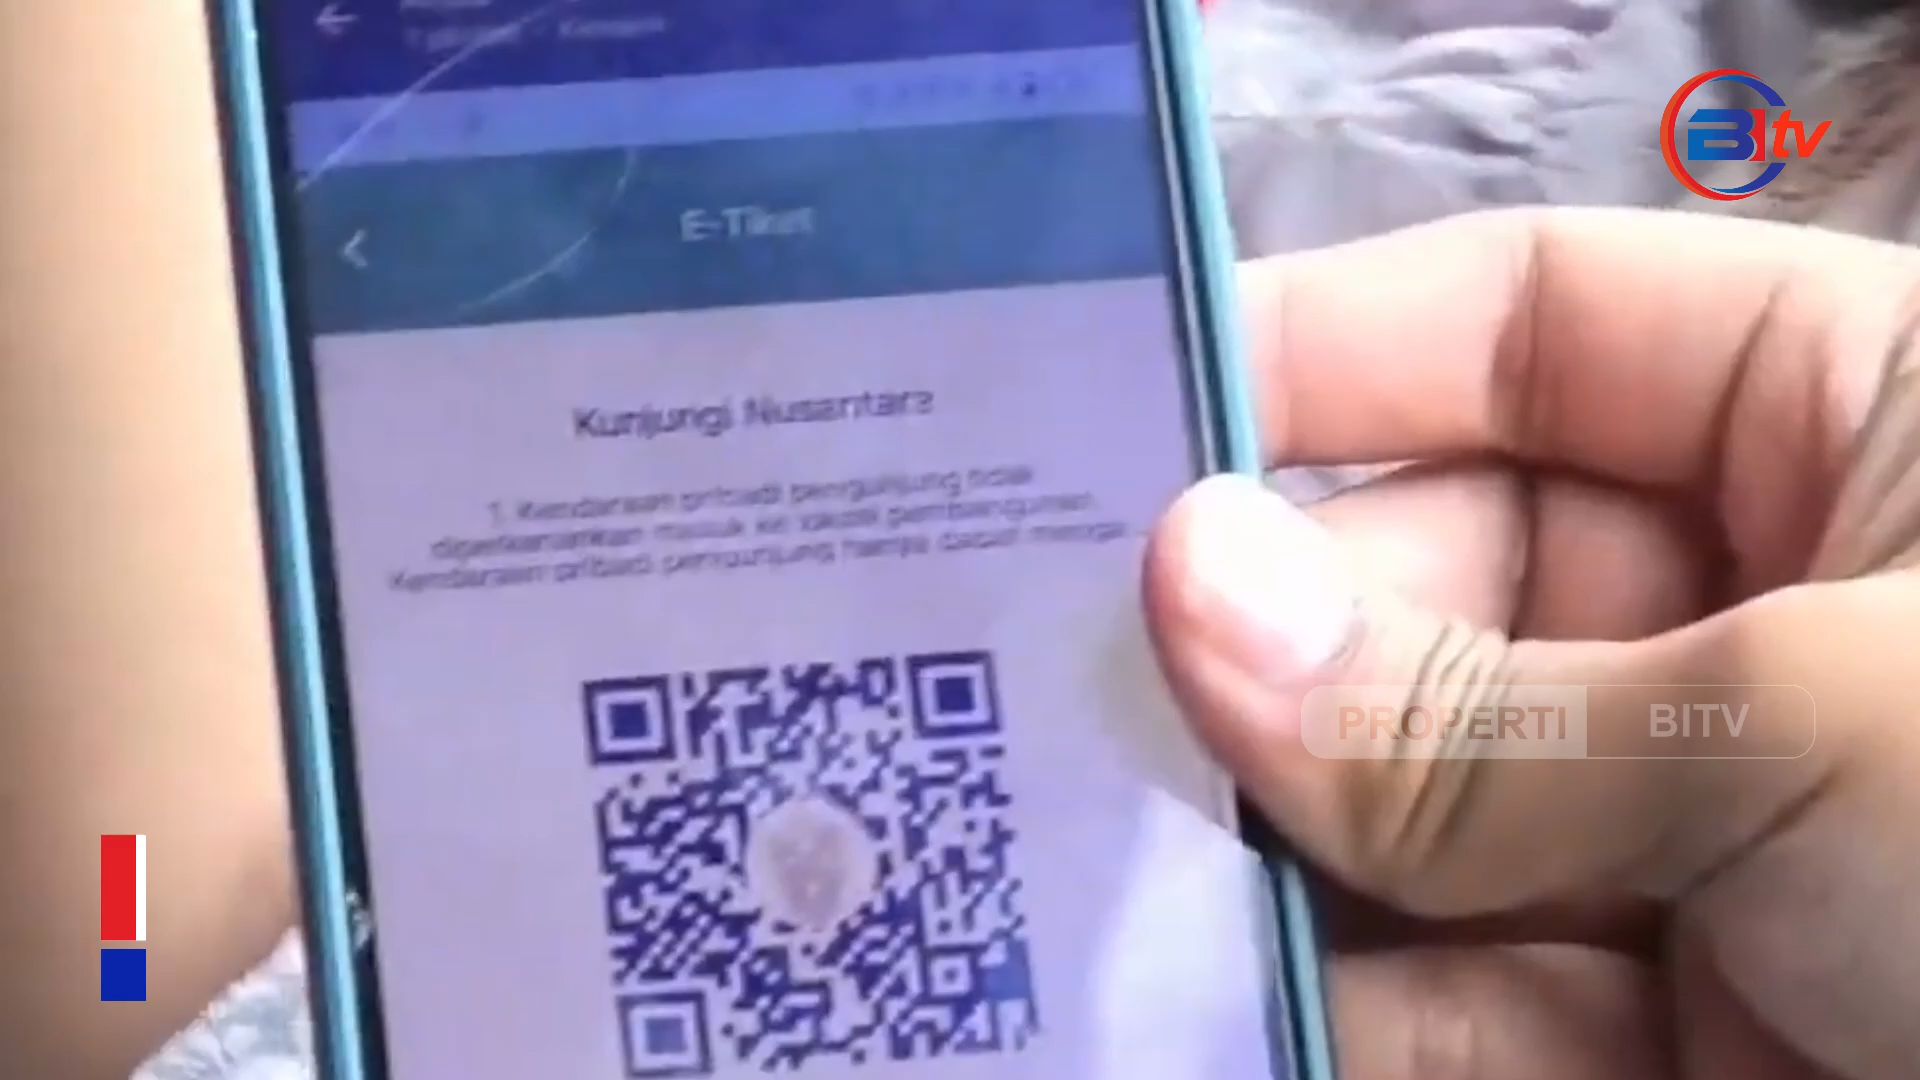 BITV
E-Tiket
Kunjungi Nusantara
1. Kendaraan pribadi pengunjung tidak
diperkenankan masuk ke lokasi pembangunan.
Kendaraan pribadi pengunjung hanya dapat
PROPERTI BITV